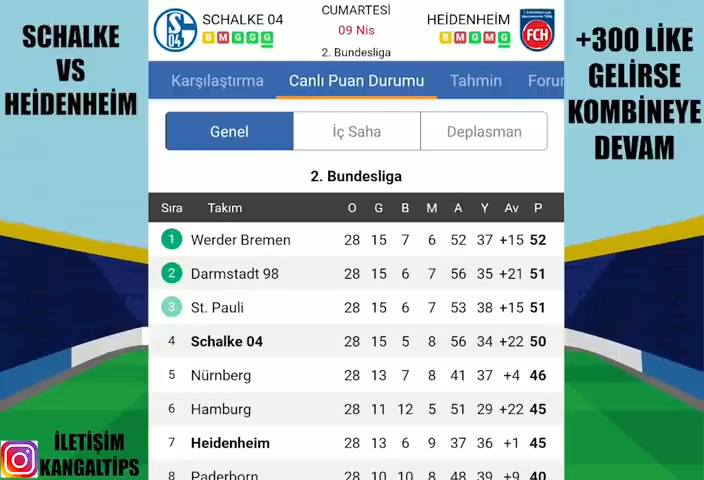 SCHALKE
VS
HEİDENHEİM
SCHALKE 04
B M G G G
CUMARTESİ
09 Nis
2. Bundesliga
HEİDENHEİM
B M G M G
+300 LİKE
GELİRSE
KOMBİNEYE
DEVAM
Karşılaştırma Canlı Puan Durumu Tahmin Forum
Genel İç Saha Deplasman
2. Bundesliga
Sıra Takım O G B M A Y Av P
1 Werder Bremen 28 15 7 6 52 37 +15 52
2 Darmstadt 98 28 15 6 7 56 35 +21 51
3 St. Pauli 28 15 6 7 53 38 +15 51
4 Schalke 04 28 15 5 8 56 34 +22 50
5 Nürnberg 28 13 7 8 41 37 +4 46
6 Hamburg 28 11 12 5 51 29 +22 45
7 Heidenheim 28 13 6 9 37 36 +1 45
8 Paderborn 28 10 10 8 48 39 +9 40
İLETİŞİM
KANGALTİPS